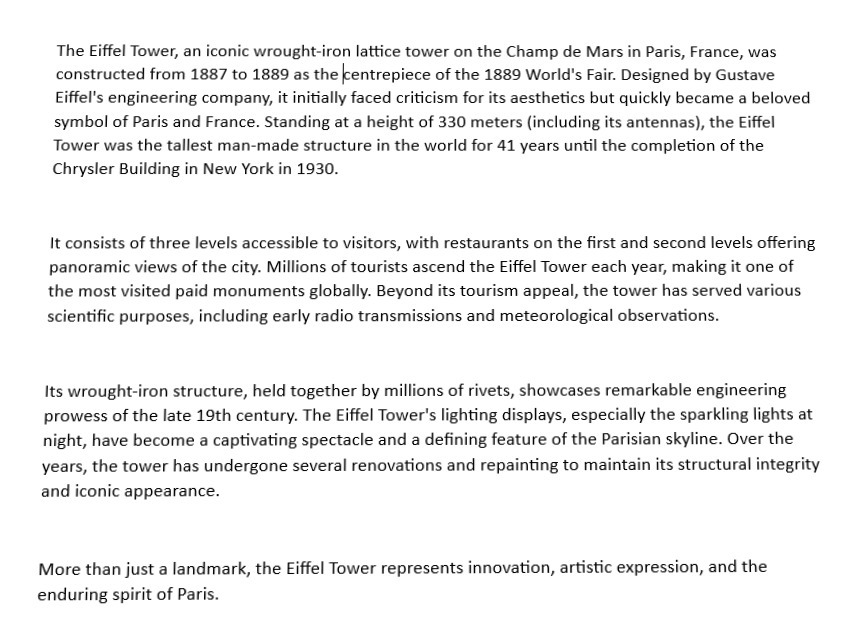 The Eiffel Tower, an iconic wrought-iron lattice tower on the Champ de Mars in Paris, France, was
constructed from 1887 to 1889 as the centrepiece of the 1889 World's Fair. Designed by Gustave
Eiffel's engineering company, it initially faced criticism for its aesthetics but quickly became a beloved
symbol of Paris and France. Standing at a height of 330 meters (including its antennas), the Eiffel
Tower was the tallest man-made structure in the world for 41 years until the completion of the
Chrysler Building in New York in 1930.
It consists of three levels accessible to visitors, with restaurants on the first and second levels offering
panoramic views of the city. Millions of tourists ascend the Eiffel Tower each year, making it one of
the most visited paid monuments globally. Beyond its tourism appeal, the tower has served various
scientific purposes, including early radio transmissions and meteorological observations.
Its wrought-iron structure, held together by millions of rivets, showcases remarkable engineering
prowess of the late 19th century. The Eiffel Tower's lighting displays, especially the sparkling lights at
night, have become a captivating spectacle and a defining feature of the Parisian skyline. Over the
years, the tower has undergone several renovations and repainting to maintain its structural integrity
and iconic appearance.
More than just a landmark, the Eiffel Tower represents innovation, artistic expression, and the
enduring spirit of Paris.